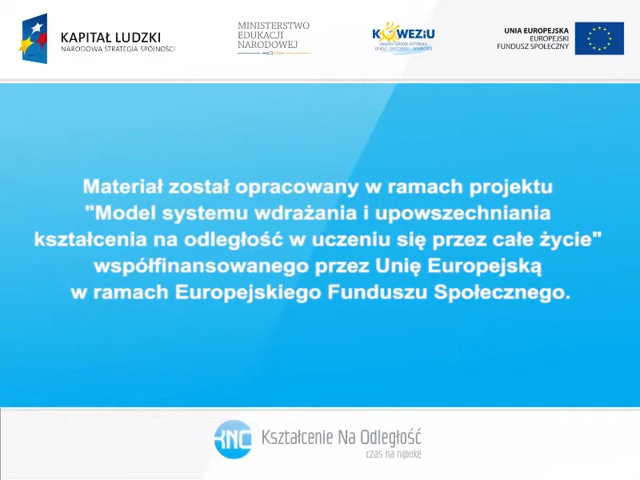 KAPITAŁ LUDZKI
NARODOWA STRATEGIA SPÓJNOŚCI
MINISTERSTWO
EDUKACJI
NARODOWEJ
KOWEZiU
UNIA EUROPEJSKA
EUROPEJSKI
FUNDUSZ SPOŁECZNY
Materiał został opracowany w ramach projektu
"Model systemu wdrażania i upowszechniania
kształcenia na odległość w uczeniu się przez całe życie"
współfinansowanego przez Unię Europejską
w ramach Europejskiego Funduszu Społecznego.
KNO Kształcenie Na Odległość
czas na n@ukę